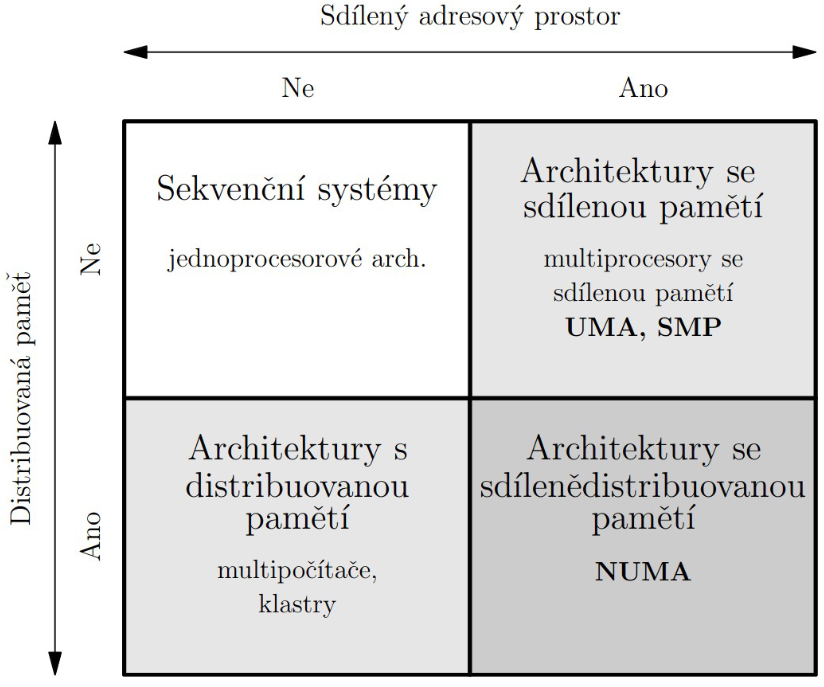 Sdílený adresový prostor
Ne
Ano
Distribuovaná paměť
Ne
Sekvenční systémy
jednoprocesorové arch.
Architektury se
sdílenou pamětí
multiprocesory se
sdílenou pamětí
UMA, SMP
Ano
Architektury s
distribuovanou
pamětí
multipočítače,
klastry
Architektury se
sdílenědistribuovanou
pamětí
NUMA